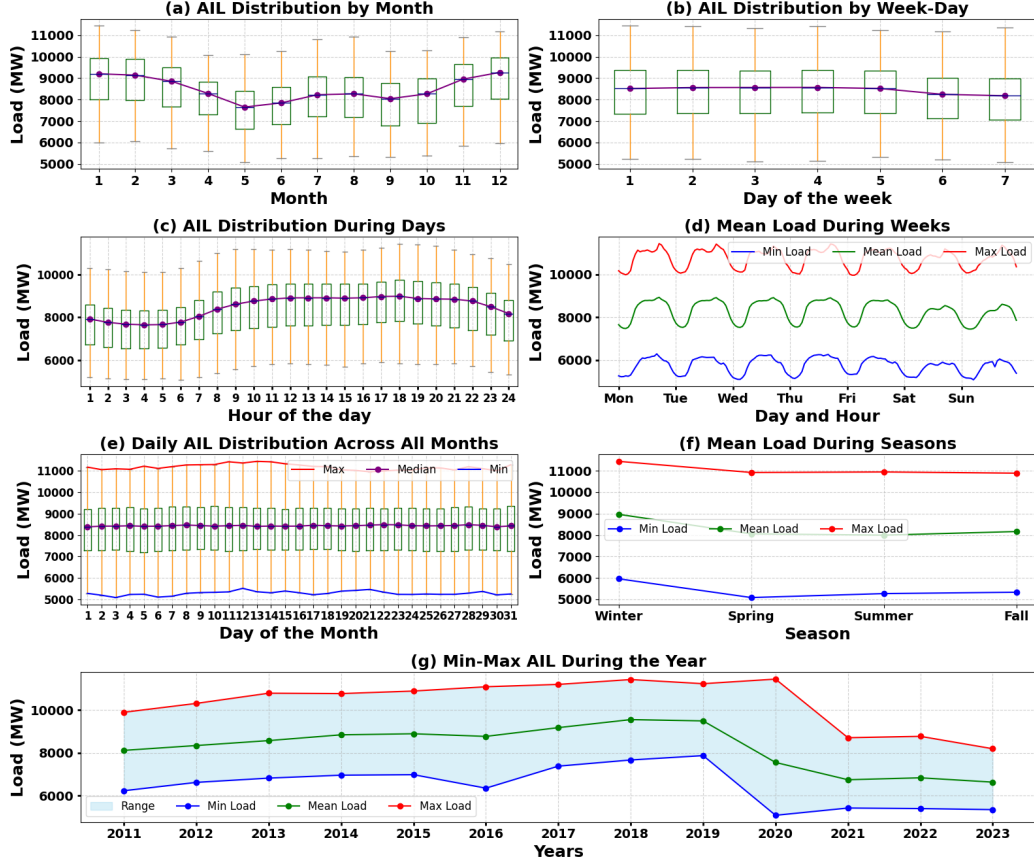 (a) AIL Distribution by Month
11000
10000
9000
8000
7000
6000
5000
Load (MW)
1 2 3 4 5 6 7 8 9 10 11 12
Month
(b) AIL Distribution by Week-Day
11000
10000
9000
8000
7000
6000
5000
Load (MW)
1 2 3 4 5 6 7
Day of the week
(c) AIL Distribution During Days
10000
8000
6000
Load (MW)
1 2 3 4 5 6 7 8 9 10 11 12 13 14 15 16 17 18 19 20 21 22 23 24
Hour of the day
(d) Mean Load During Weeks
Min Load Mean Load Max Load
10000
8000
6000
Load (MW)
Mon Tue Wed Thu Fri Sat Sun
Day and Hour
(e) Daily AIL Distribution Across All Months
Max Median Min
11000
10000
9000
8000
7000
6000
5000
Load (MW)
1 2 3 4 5 6 7 8 9 10 11 12 13 14 15 16 17 18 19 20 21 22 23 24 25 26 27 28 29 30 31
Day of the Month
(f) Mean Load During Seasons
11000
10000
9000
8000
7000
6000
5000
Load (MW)
Min Load Mean Load Max Load
Winter Spring Summer Fall
Season
(g) Min-Max AIL During the Year
10000
8000
6000
Load (MW)
Range Min Load Mean Load Max Load
2011 2012 2013 2014 2015 2016 2017 2018 2019 2020 2021 2022 2023
Years